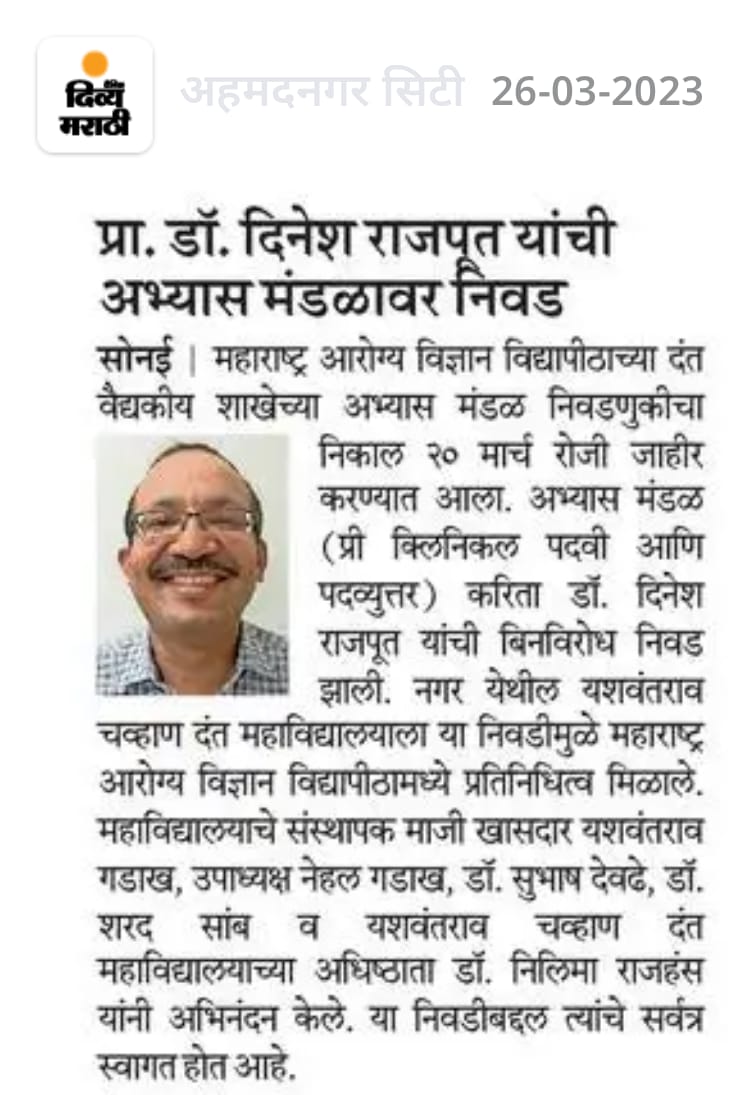 दिव्य
मराठी
अहमदनगर सिटी 26-03-2023
प्रा. डॉ. दिनेश राजपूत यांची
अभ्यास मंडळावर निवड
सोनई | महाराष्ट्र आरोग्य विज्ञान विद्यापीठाच्या दंत
वैद्यकीय शाखेच्या अभ्यास मंडळ निवडणुकीचा
निकाल २० मार्च रोजी जाहीर
करण्यात आला. अभ्यास मंडळ
(प्री क्लिनिकल पदवी आणि
पदव्युत्तर) करिता डॉ. दिनेश
राजपूत यांची बिनविरोध निवड
झाली. नगर येथील यशवंतराव
चव्हाण दंत महाविद्यालयाला या निवडीमुळे महाराष्ट्र
आरोग्य विज्ञान विद्यापीठामध्ये प्रतिनिधित्व मिळाले.
महाविद्यालयाचे संस्थापक माजी खासदार यशवंतराव
गडाख, उपाध्यक्ष नेहल गडाख, डॉ. सुभाष देवढे, डॉ.
शरद सांब व यशवंतराव चव्हाण दंत
महाविद्यालयाच्या अधिष्ठाता डॉ. निलिमा राजहंस
यांनी अभिनंदन केले. या निवडीबद्दल त्यांचे सर्वत्र
स्वागत होत आहे.